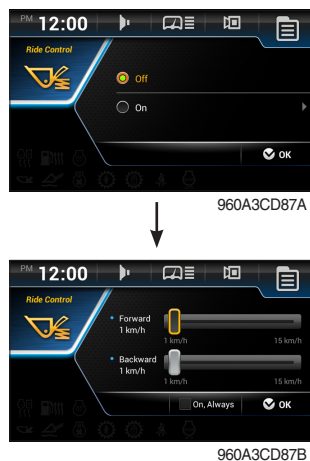 PM 12:00
Ride Control
Off
On
OK
960A3CD87A
PM 12:00
Ride Control
Forward
1 km/h
1 km/h 15 km/h
Backward
1 km/h
1 km/h 15 km/h
On, Always OK
960A3CD87B